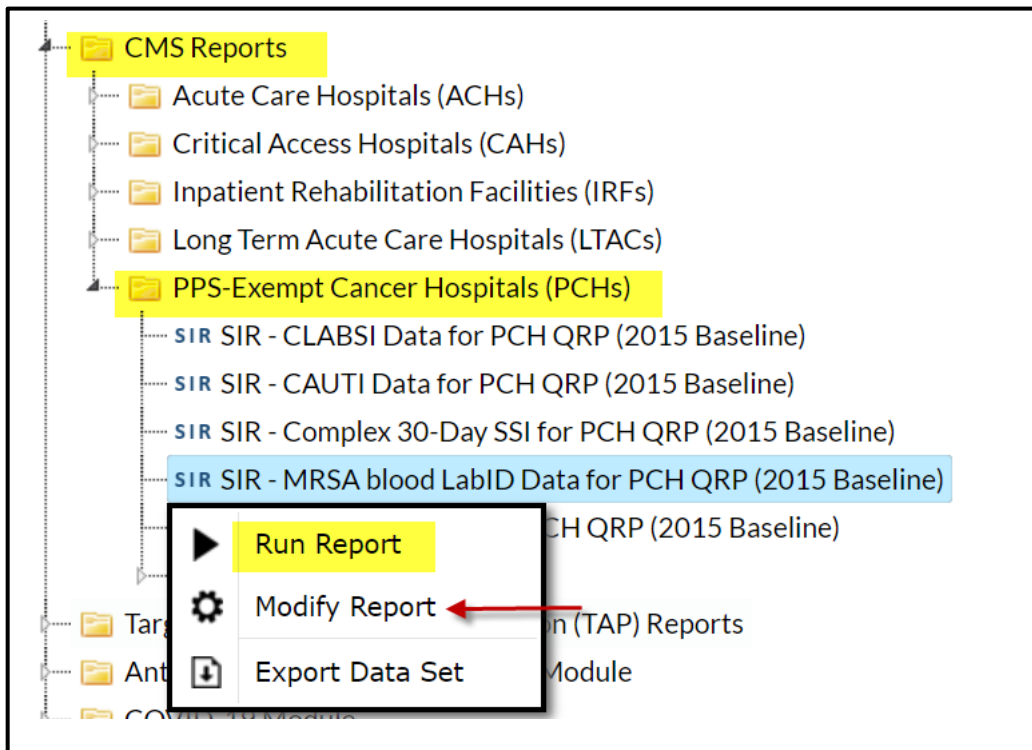 CMS Reports
Acute Care Hospitals (ACHs)
Critical Access Hospitals (CAHs)
Inpatient Rehabilitation Facilities (IRFs)
Long Term Acute Care Hospitals (LTACs)
PPS-Exempt Cancer Hospitals (PCHs)
SIR SIR - CLABSI Data for PCH QRP (2015 Baseline)
SIR SIR - CAUTI Data for PCH QRP (2015 Baseline)
SIR SIR - Complex 30-Day SSI for PCH QRP (2015 Baseline)
SIR SIR - MRSA blood LabID Data for PCH QRP (2015 Baseline)
Run Report
QRP (2015 Baseline)
Modify Report
(TAP) Reports
Export Data Set
Module
COVID-19 Module